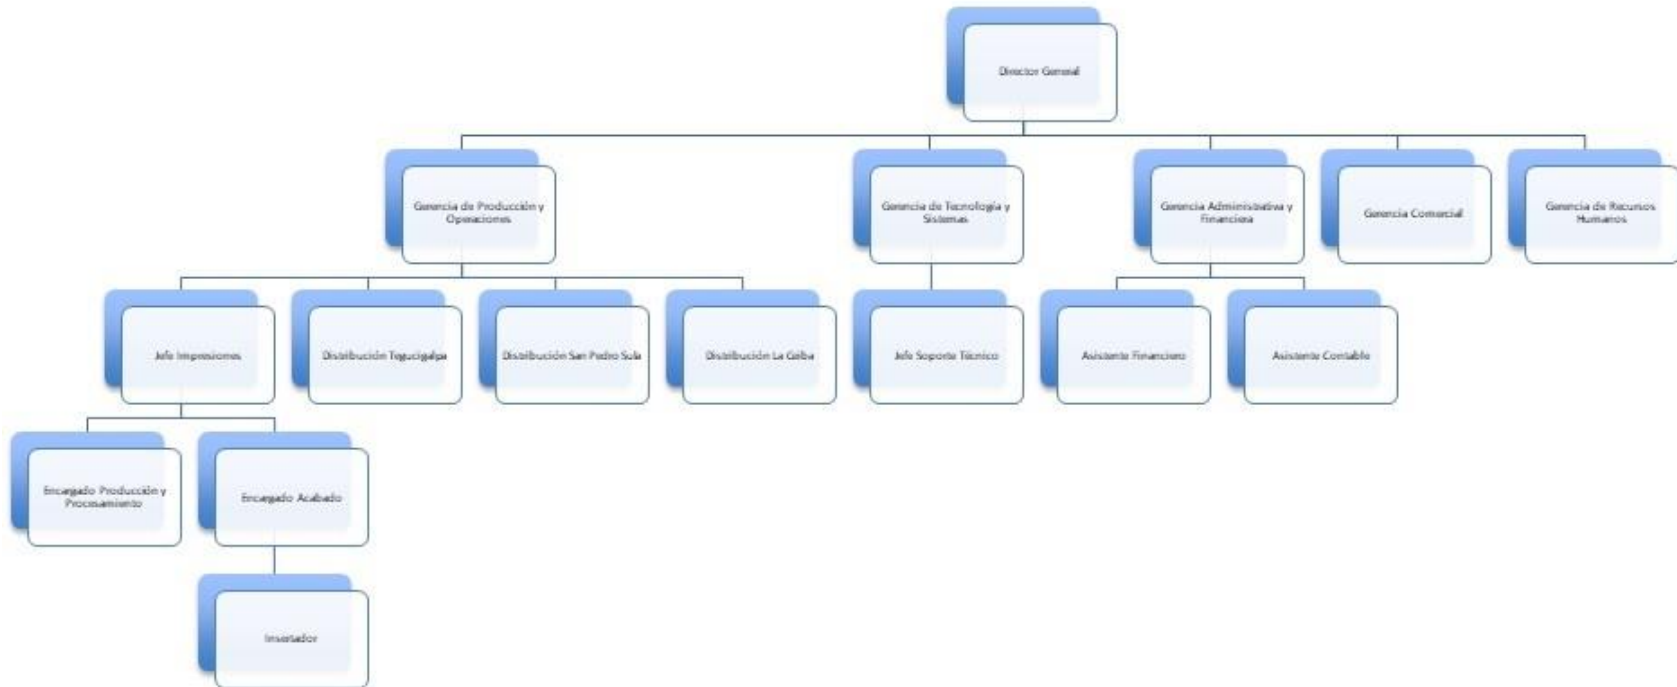 Director General
Gerencia de Producción y
Operaciones
Gerencia de Tecnología y
Sistemas
Gerencia Administrativa y
Financiera
Gerencia Comercial
Gerencia de Recursos
Humanos
Jefe Impresiones
Distribución Tegucigalpa
Distribución San Pedro Sula
Distribución La Ceiba
Jefe Soporte Técnico
Asistente Financiero
Asistente Contable
Encargado Producción y
Procesamiento
Encargado Acabado
Insertador